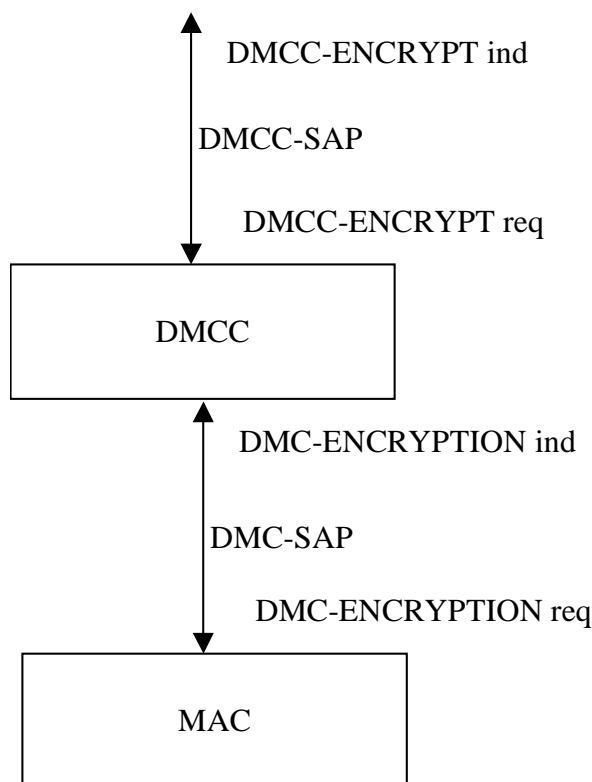 DMCC-ENCRYPT ind
DMCC-SAP
DMCC-ENCRYPT req
DMCC
DMC-ENCRYPTION ind
DMC-SAP
DMC-ENCRYPTION req
MAC